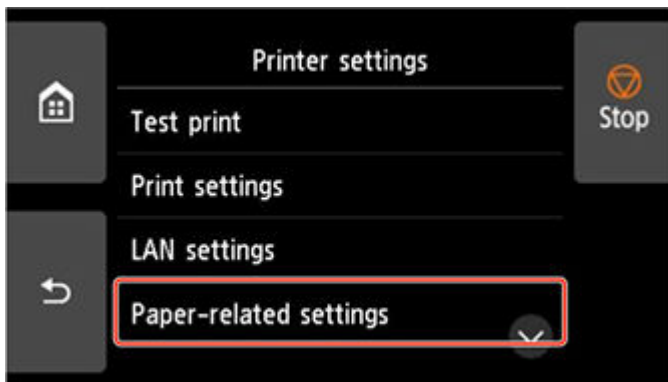 Printer settings
Stop
Test print
Print settings
LAN settings
Paper-related settings